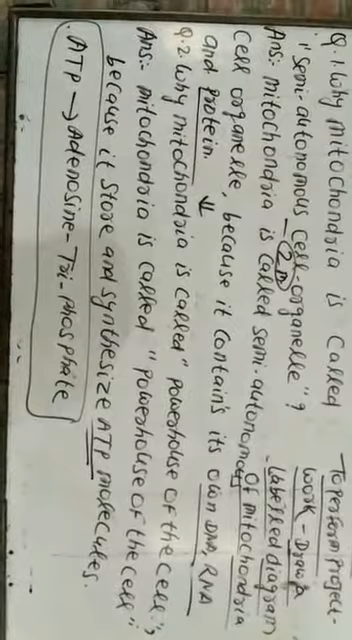 Q.1. Why mitochondria is called
"semi-autonomous cell-organelle"?
(2m)
Ans:- mitochondria is called semi-autonomous
cell organelle, because it contain's its own DNA, RNA
and protein.
Q.2 Why mitochondria is called "powerhouse of the cell";
Ans:- mitochondria is called "powerhouse of the cell"
because it store and synthesize ATP molecules.
ATP → Adenosine-Tri-phosphate
To perform project-
work - Draw a
labelled diagram
of mitochondria